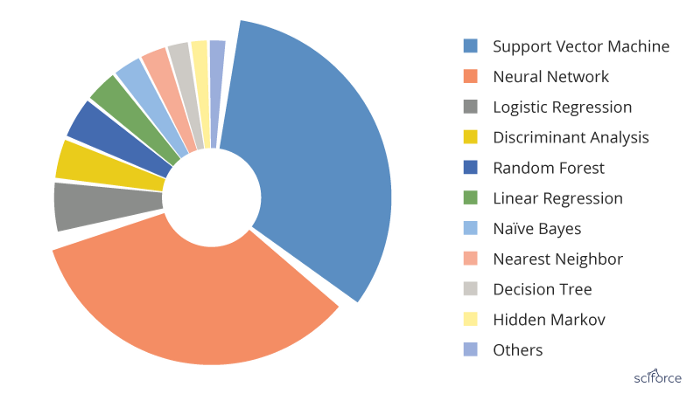 Support Vector Machine
Neural Network
Logistic Regression
Discriminant Analysis
Random Forest
Linear Regression
Naïve Bayes
Nearest Neighbor
Decision Tree
Hidden Markov
Others
sciforce